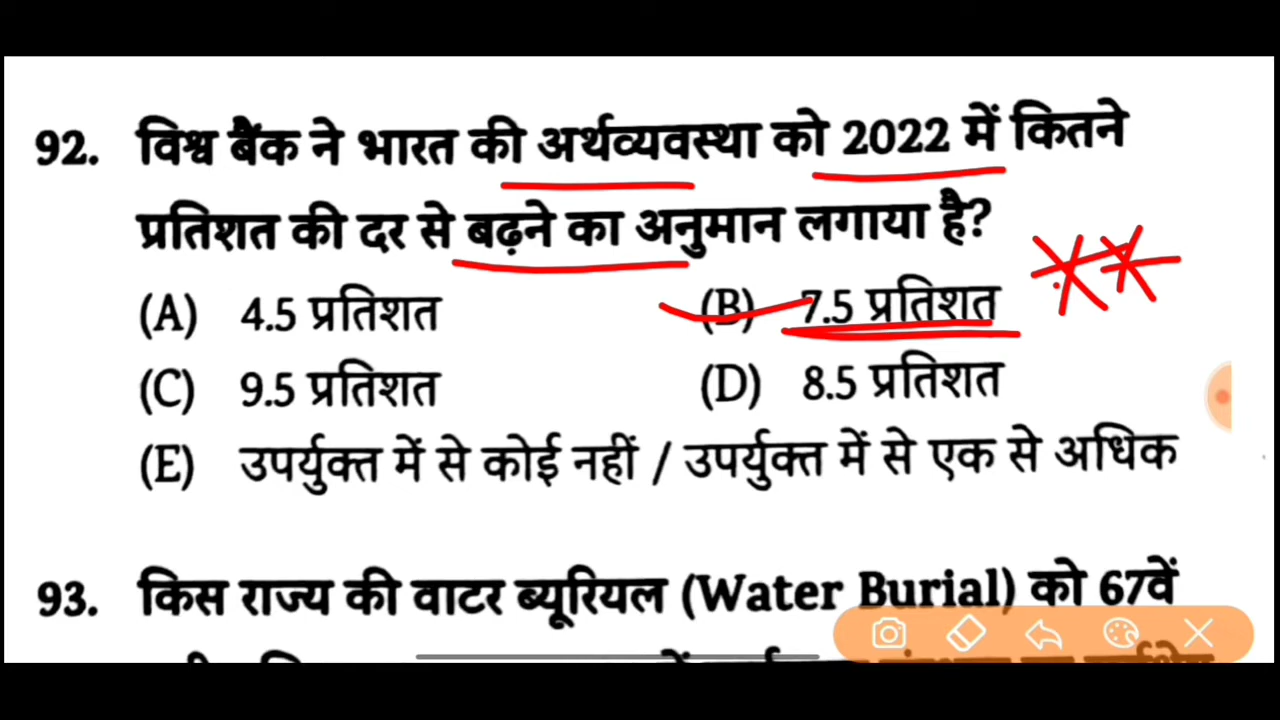 92. विश्व बैंक ने भारत की अर्थव्यवस्था को 2022 में कितने
प्रतिशत की दर से बढ़ने का अनुमान लगाया है?
(A) 4.5 प्रतिशत (B) 7.5 प्रतिशत
(C) 9.5 प्रतिशत (D) 8.5 प्रतिशत
(E) उपर्युक्त में से कोई नहीं / उपर्युक्त में से एक से अधिक
93. किस राज्य की वाटर ब्यूरियल (Water Burial) को 67वें